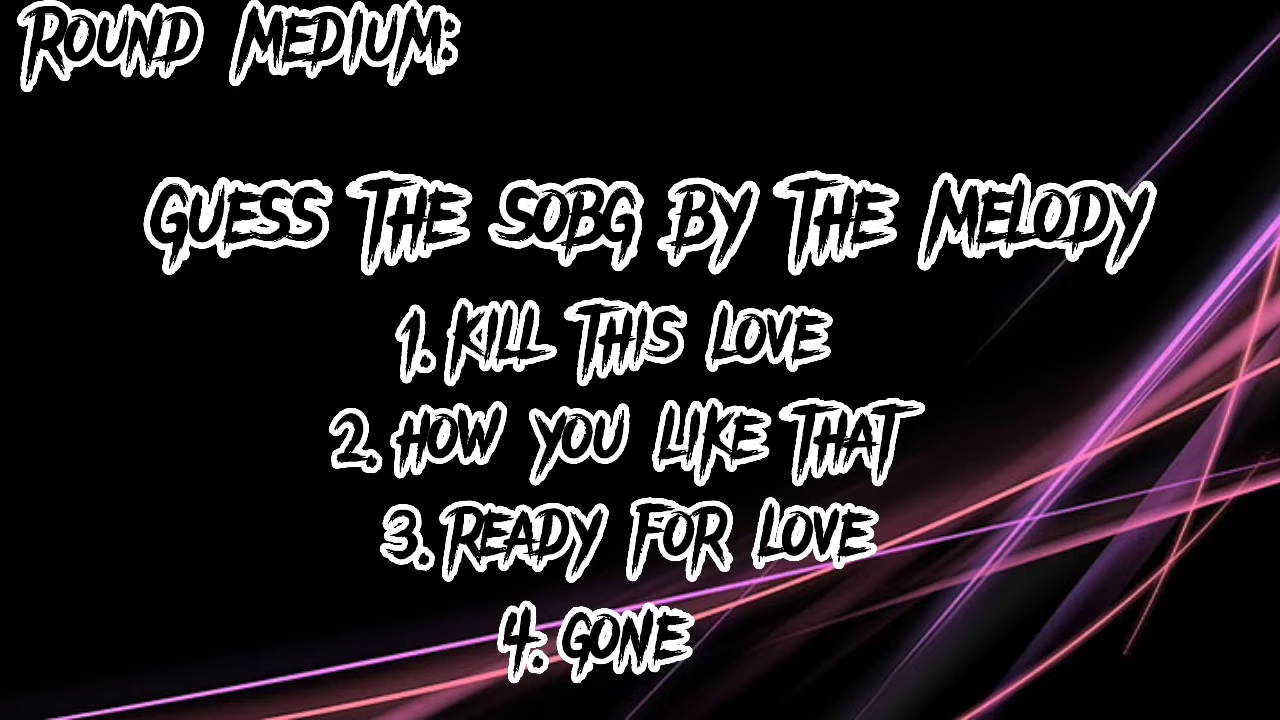 Round Medium:
Guess The Sobg By The Melody
1. Kill This Love
2. How You Like That
3. Ready For Love
4. Gone